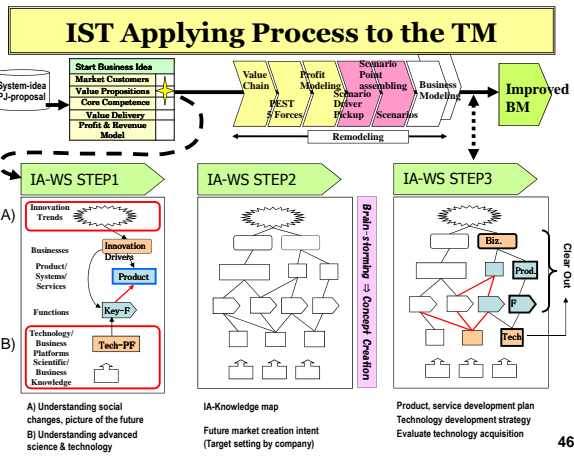 IST Applying Process to the TM
System-idea
PJ-proposal
Start Business Idea
Market Customers
Value Propositions
Core Competence
Value Delivery
Profit & Revenue
Model
Value
Chain
PEST
5 Forces
Profit
Modeling
Scenario
Driver
Pickup
Scenario
Point
assembling
Scenarios
Business
Modeling
Improved
BM
Remodeling
IA-WS STEP1
IA-WS STEP2
IA-WS STEP3
A)
Innovation
Trends
Businesses
Innovation
Drivers
Product/
Systems/
Services
Product
Functions
Key-F
B)
Technology/
Business
Platforms
Scientific/
Business
Knowledge
Tech-PF
Brain-storming ⇒ Concept Creation
Biz.
Prod.
F
Tech
Clear Out
A) Understanding social
changes, picture of the future
B) Understanding advanced
science & technology
IA-Knowledge map
Future market creation intent
(Target setting by company)
Product, service development plan
Technology development strategy
Evaluate technology acquisition
46